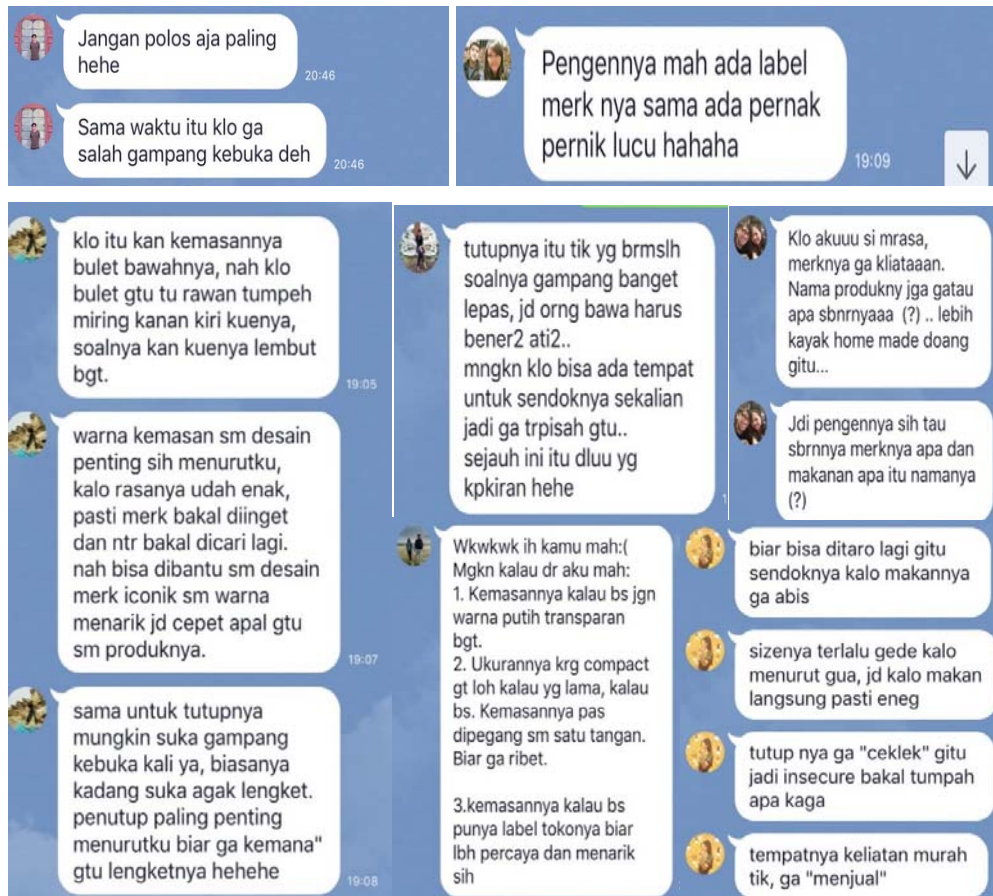 Jangan polos aja paling
hehe
20:46
Sama waktu itu klo ga
salah gampang kebuka deh
20:46
Pengennya mah ada label
merk nya sama ada pernak
pernik lucu hahaha
19:09
klo itu kan kemasannya
bulet bawahnya, nah klo
bulet gtu tu rawan tumpeh
miring kanan kiri kuenya,
soalnya kan kuenya lembut
bgt.
19:05
warna kemasan sm desain
penting sih menurutku,
kalo rasanya udah enak,
pasti merk bakal diinget
dan ntr bakal dicari lagi.
nah bisa dibantu sm desain
merk iconik sm warna
menarik jd cepet apal gtu
sm produknya.
19:07
sama untuk tutupnya
mungkin suka gampang
kebuka kali ya, biasanya
kadang suka agak lengket.
penutup paling penting
menurutku biar ga kemana"
gtu lengketnya hehehe
19:08
tutupnya itu tik yg brmslh
soalnya gampang banget
lepas, jd orng bawa harus
bener2 ati2..
mngkn klo bisa ada tempat
untuk sendoknya sekalian
jadi ga trpisah gtu..
sejauh ini itu dluu yg
kpkiran hehe
Wkwkwk ih kamu mah:(
Mgkn kalau dr aku mah:
1. Kemasannya kalau bs jgn
warna putih transparan
bgt.
2. Ukurannya krg compact
gt loh kalau yg lama, kalau
bs. Kemasannya pas
dipegang sm satu tangan.
Biar ga ribet.
3.kemasannya kalau bs
punya label tokonya biar
lbh percaya dan menarik
sih
Klo akuuu si mrasa,
merknya ga kliataaan.
Nama produkny jga gatau
apa sbnrnyaaa (?) .. lebih
kayak home made doang
gitu...
Jdi pengennya sih tau
sbrnnya merknya apa dan
makanan apa itu namanya
(?)
biar bisa ditaro lagi gitu
sendoknya kalo makannya
ga abis
sizenya terlalu gede kalo
menurut gua, jd kalo makan
langsung pasti eneg
tutup nya ga "ceklek" gitu
jadi insecure bakal tumpah
apa kaga
tempatnya keliatan murah
tik, ga "menjual"